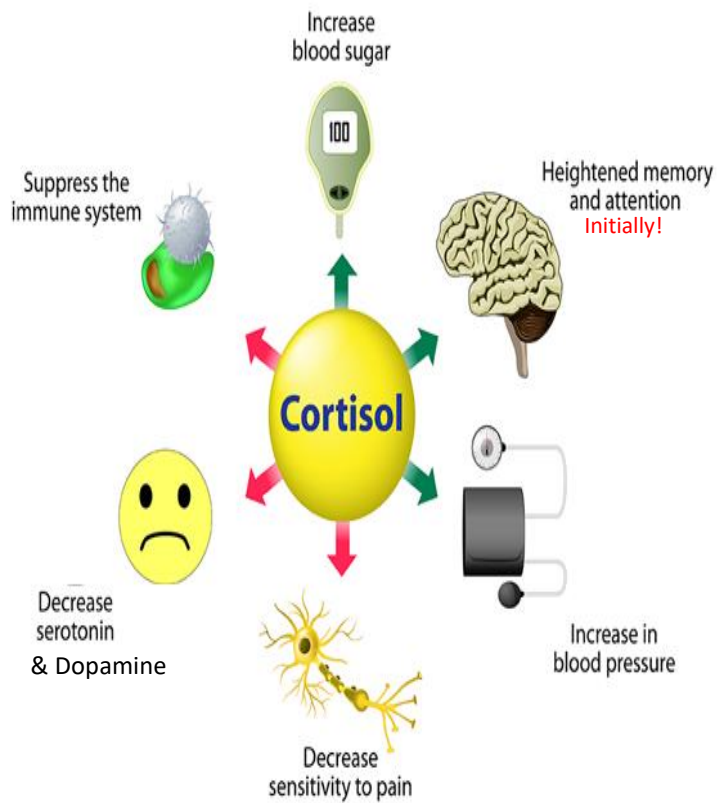 Increase
blood sugar
100
Heightened memory
and attention
Initially!
Suppress the
immune system
Cortisol
Decrease
serotonin
& Dopamine
Increase in
blood pressure
Decrease
sensitivity to pain